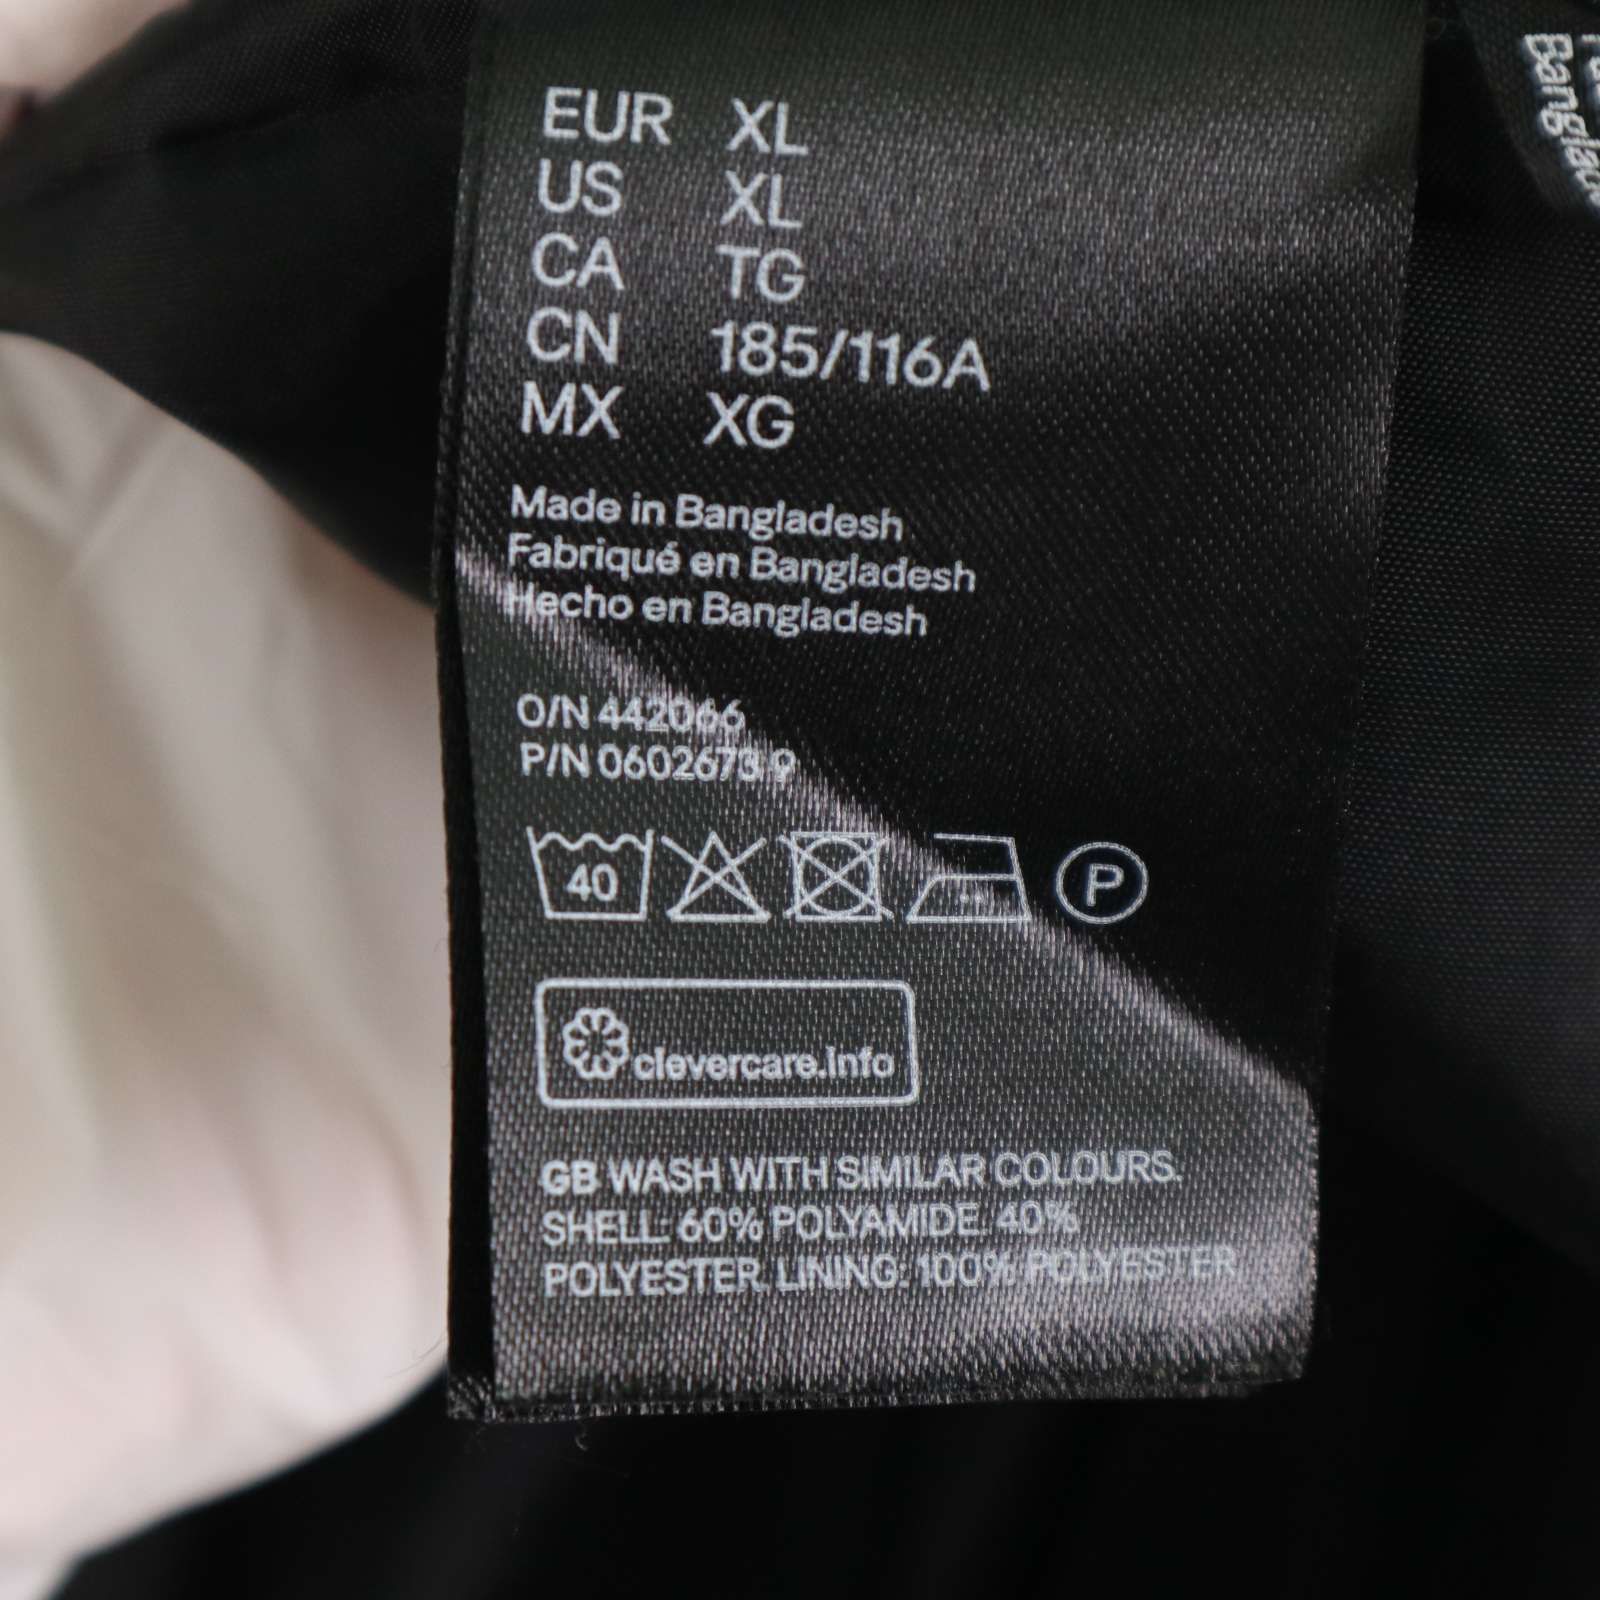 EUR XL
US XL
CA TG
CN 185/116A
MX XG
Made in Bangladesh
Fabriqué en Bangladesh
Hecho en Bangladesh
O/N 442066
P/N 0602673 9
40
P
clevercare.info
GB WASH WITH SIMILAR COLOURS.
SHELL: 60% POLYAMIDE. 40%
POLYESTER. LINING: 100% POLYESTER